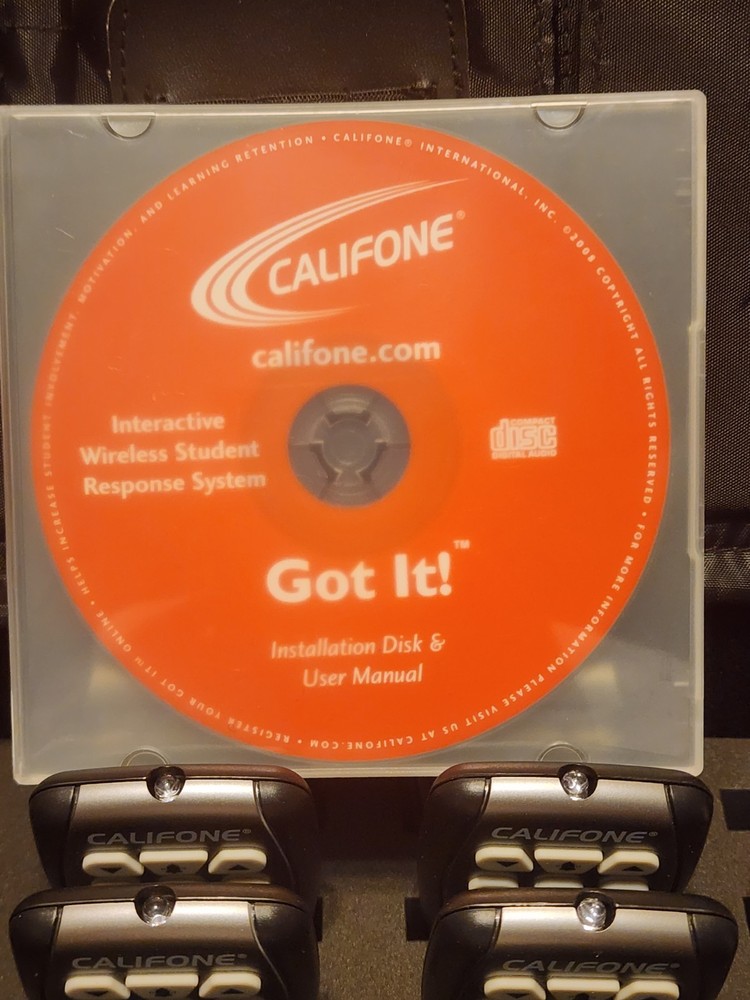 HELPS INCREASE STUDENT INVOLVEMENT, MOTIVATION, AND LEARNING RETENTION • CALIFONE® INTERNATIONAL, INC. ©2008 COPYRIGHT ALL RIGHTS RESERVED • FOR MORE INFORMATION PLEASE VISIT US AT CALIFONE.COM • REGISTER YOUR GOT IT™ ONLINE •
CALIFONE®
califone.com
Interactive
Wireless Student
Response System
COMPACT
disc
DIGITAL AUDIO
Got It!™
Installation Disk &
User Manual
CALIFONE®
CALIFONE®
CALIFONE®
CALIFONE®